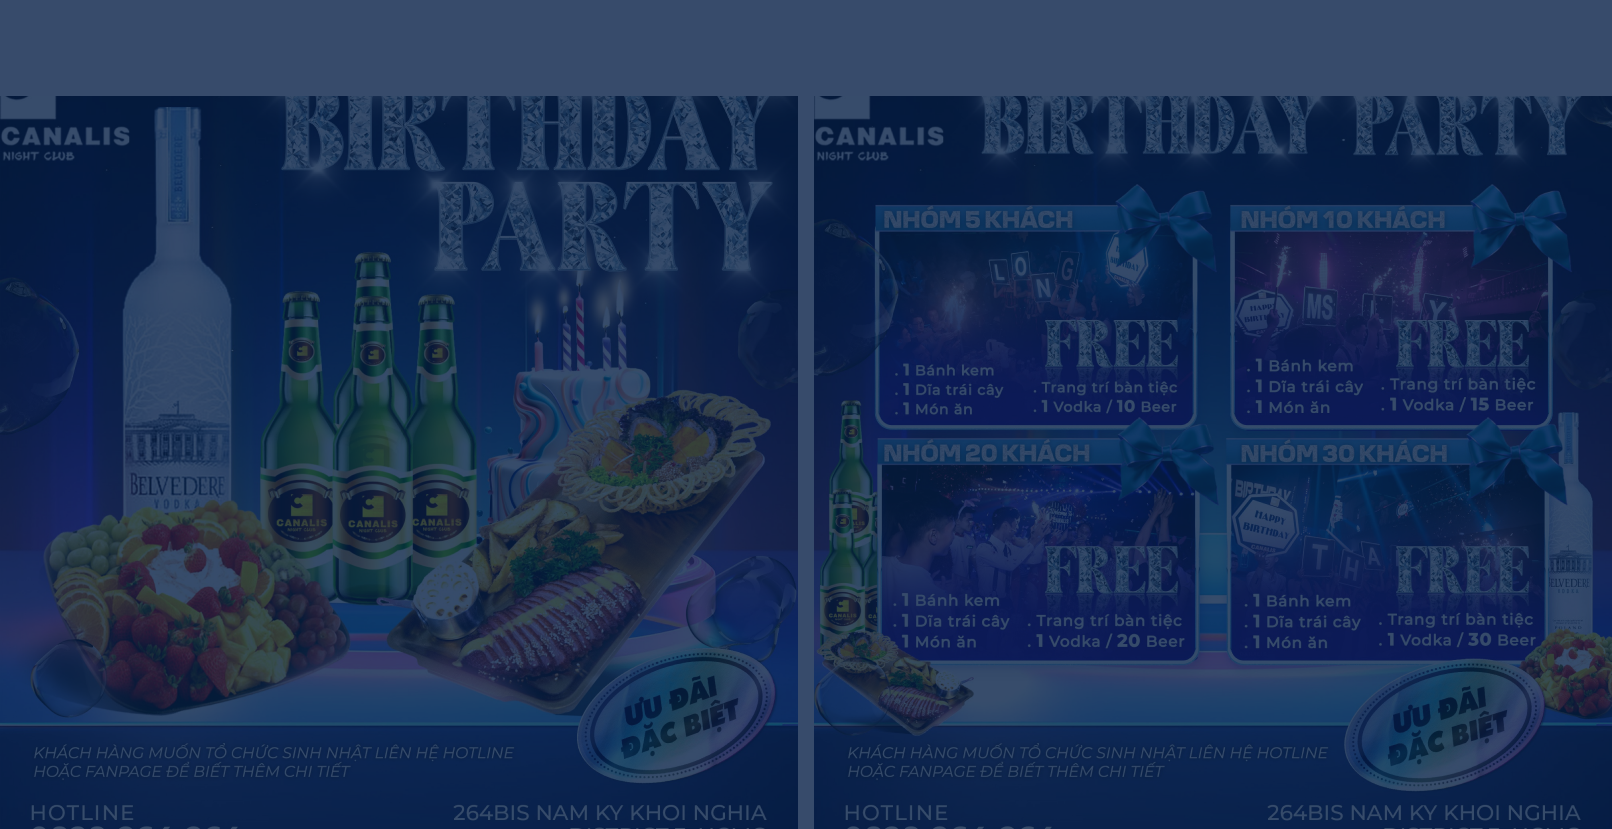 CANALIS
NIGHT CLUB
BIRTHDAY
PARTY
BELVEDERE
VODKA
CANALIS
CANALIS
CANALIS
ƯU ĐÃI
ĐẶC BIỆT
KHÁCH HÀNG MUỐN TỔ CHỨC SINH NHẬT LIÊN HỆ HOTLINE
HOẶC FANPAGE ĐỂ BIẾT THÊM CHI TIẾT
HOTLINE
264BIS NAM KY KHOI NGHIA
CANALIS
NIGHT CLUB
BIRTHDAY PARTY
NHÓM 5 KHÁCH
LONG
FREE
. 1 Bánh kem
. 1 Dĩa trái cây
. 1 Món ăn
. Trang trí bàn tiệc
. 1 Vodka / 10 Beer
NHÓM 10 KHÁCH
MS
Y
FREE
. 1 Bánh kem
. 1 Dĩa trái cây
. 1 Món ăn
. Trang trí bàn tiệc
. 1 Vodka / 15 Beer
NHÓM 20 KHÁCH
FREE
. 1 Bánh kem
. 1 Dĩa trái cây
. 1 Món ăn
. Trang trí bàn tiệc
. 1 Vodka / 20 Beer
NHÓM 30 KHÁCH
BIRTHDAY
HAPPY
BIRTHDAY
THA
FREE
. 1 Bánh kem
. 1 Dĩa trái cây
. 1 Món ăn
. Trang trí bàn tiệc
. 1 Vodka / 30 Beer
ƯU ĐÃI
ĐẶC BIỆT
KHÁCH HÀNG MUỐN TỔ CHỨC SINH NHẬT LIÊN HỆ HOTLINE
HOẶC FANPAGE ĐỂ BIẾT THÊM CHI TIẾT
HOTLINE
264BIS NAM KY KHOI NGHIA